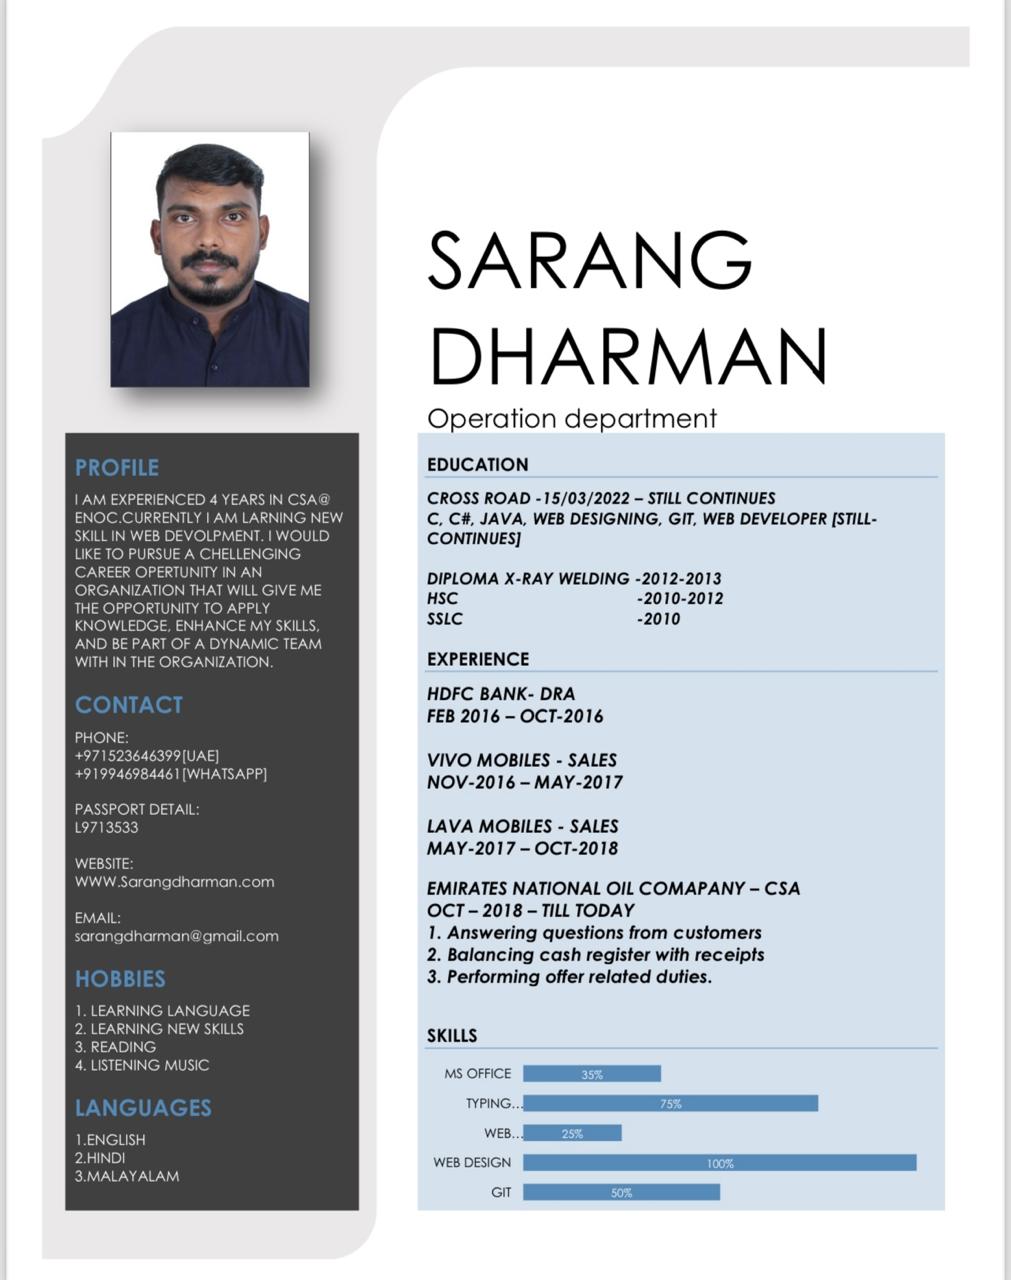 SARANG
DHARMAN
Operation department
PROFILE
I AM EXPERIENCED 4 YEARS IN CSA@
ENOC.CURRENTLY I AM LARNING NEW
SKILL IN WEB DEVOLPMENT. I WOULD
LIKE TO PURSUE A CHELLENGING
CAREER OPERTUNITY IN AN
ORGANIZATION THAT WILL GIVE ME
THE OPPORTUNITY TO APPLY
KNOWLEDGE, ENHANCE MY SKILLS,
AND BE PART OF A DYNAMIC TEAM
WITH IN THE ORGANIZATION.
CONTACT
PHONE:
+971523646399[UAE]
+919946984461[WHATSAPP]
PASSPORT DETAIL:
L9713533
WEBSITE:
WWW.Sarangdharman.com
EMAIL:
sarangdharman@gmail.com
HOBBIES
1. LEARNING LANGUAGE
2. LEARNING NEW SKILLS
3. READING
4. LISTENING MUSIC
LANGUAGES
1.ENGLISH
2.HINDI
3.MALAYALAM
EDUCATION
CROSS ROAD -15/03/2022 – STILL CONTINUES
C, C#, JAVA, WEB DESIGNING, GIT, WEB DEVELOPER [STILL-
CONTINUES]
DIPLOMA X-RAY WELDING -2012-2013
HSC -2010-2012
SSLC -2010
EXPERIENCE
HDFC BANK- DRA
FEB 2016 – OCT-2016
VIVO MOBILES - SALES
NOV-2016 – MAY-2017
LAVA MOBILES - SALES
MAY-2017 – OCT-2018
EMIRATES NATIONAL OIL COMAPANY – CSA
OCT – 2018 – TILL TODAY
1. Answering questions from customers
2. Balancing cash register with receipts
3. Performing offer related duties.
SKILLS
MS OFFICE 35%
TYPING... 75%
WEB... 25%
WEB DESIGN 100%
GIT 50%